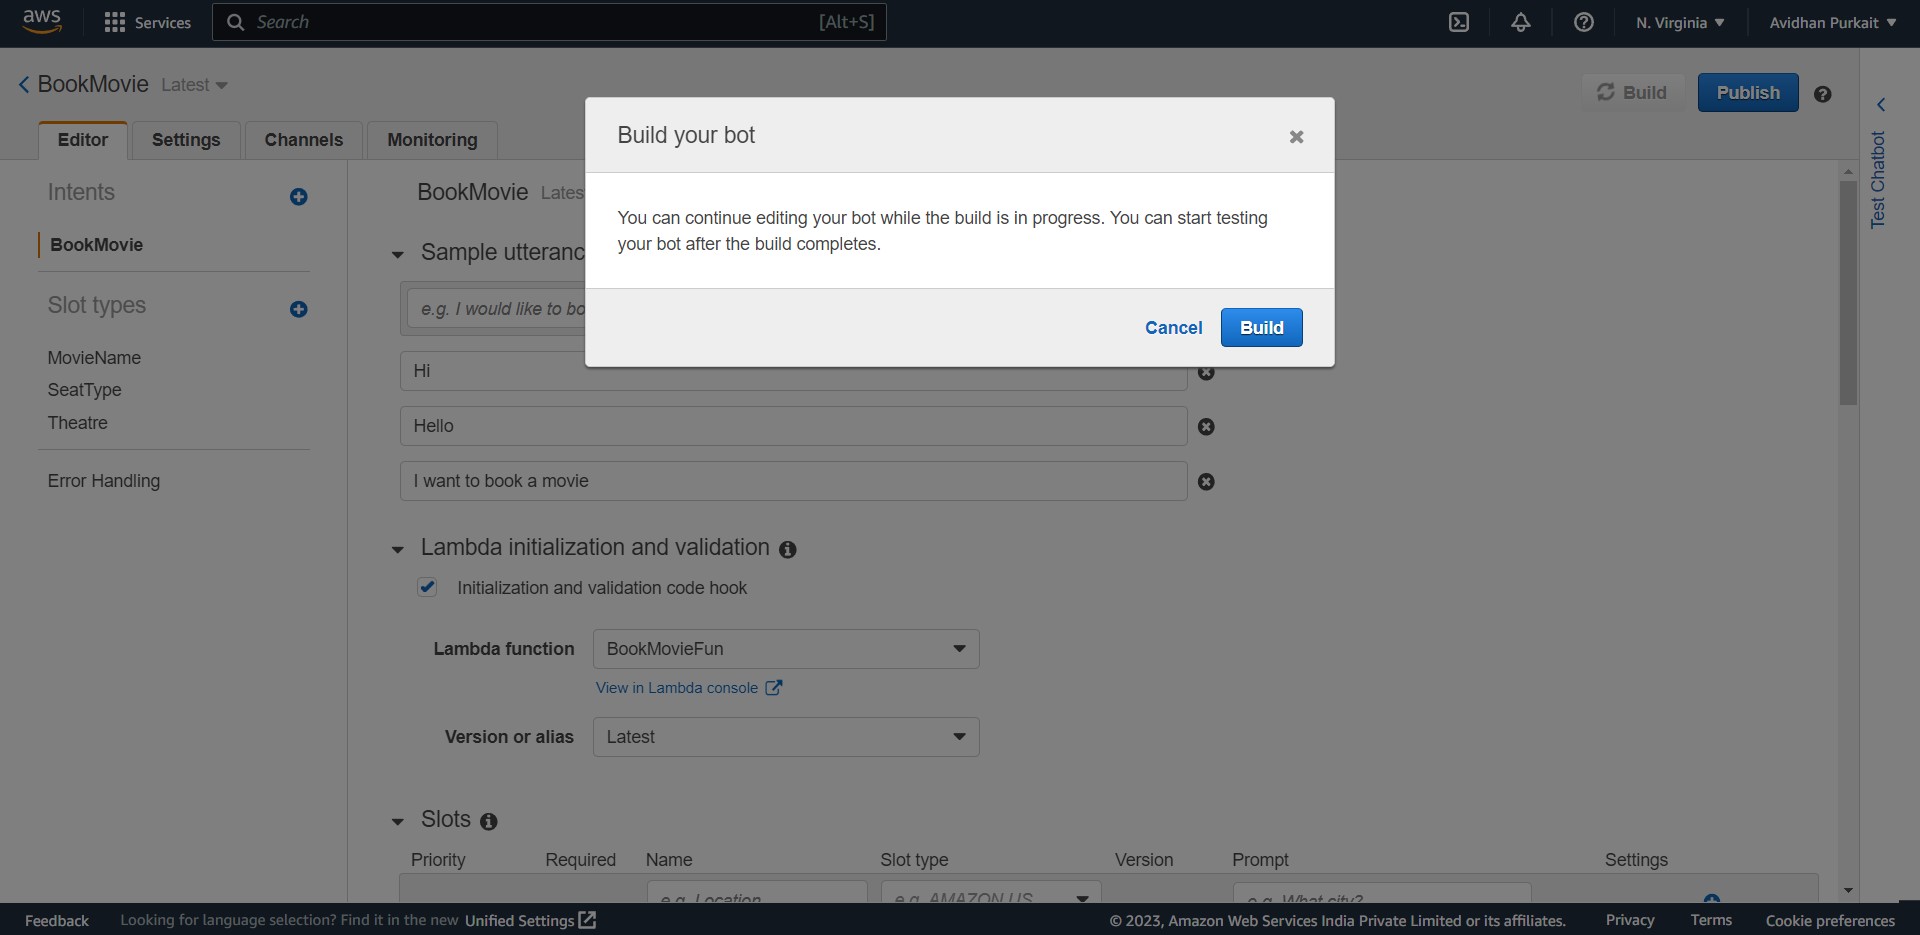 aws
Services
Search
[Alt+S]
N. Virginia
Avidhan Purkait
BookMovie Latest
Build
Publish
Editor
Settings
Channels
Monitoring
Test Chatbot
Intents
BookMovie
Slot types
MovieName
SeatType
Theatre
Error Handling
Build your bot
You can continue editing your bot while the build is in progress. You can start testing
your bot after the build completes.
Cancel
Build
BookMovie Lates
Sample utteranc
e.g. I would like to bo
Hi
Hello
I want to book a movie
Lambda initialization and validation
Initialization and validation code hook
Lambda function
BookMovieFun
View in Lambda console
Version or alias
Latest
Slots
Priority
Required
Name
Slot type
Version
Prompt
Settings
e.g. Location
e.g. AMAZON.US
e.g. What city?
Feedback
Looking for language selection? Find it in the new Unified Settings
© 2023, Amazon Web Services India Private Limited or its affiliates.
Privacy
Terms
Cookie preferences